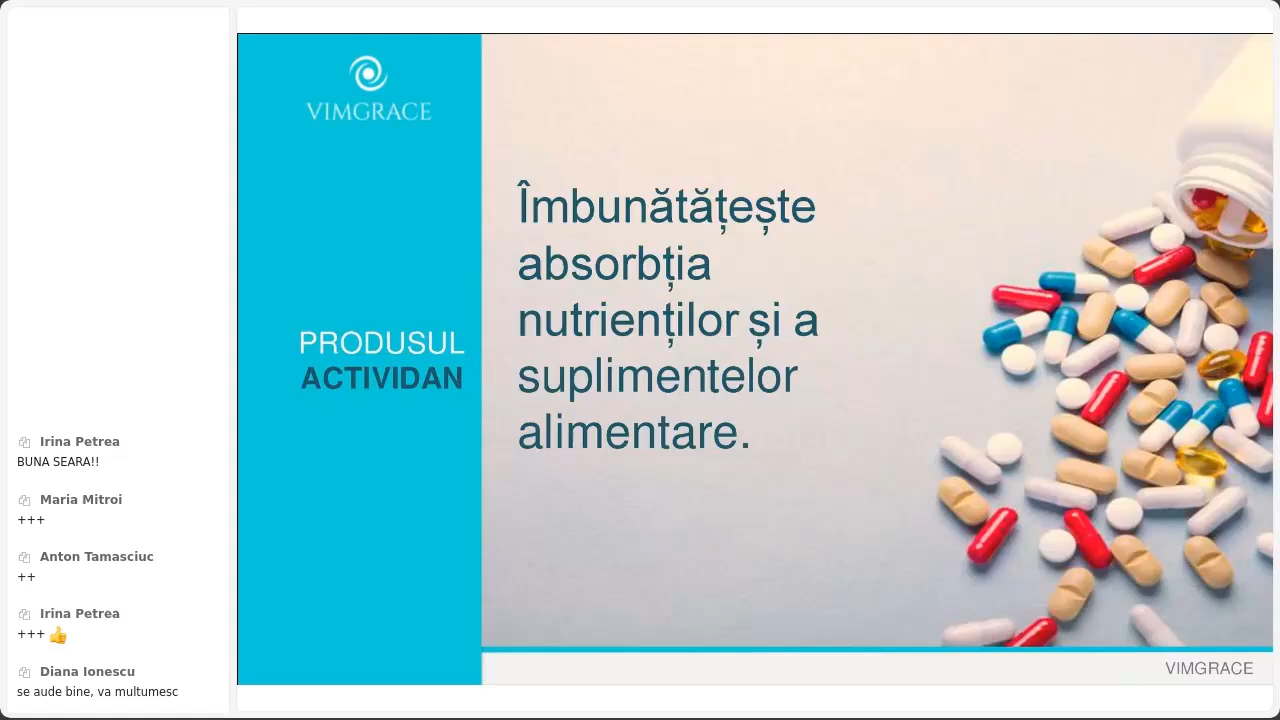 Irina Petrea
BUNA SEARA!!
Maria Mitroi
+++
Anton Tamasciuc
++
Irina Petrea
+++ 👍
Diana Ionescu
se aude bine, va multumesc
VIMGRACE
PRODUSUL
ACTIVIDAN
Îmbunătățește
absorbția
nutrienților și a
suplimentelor
alimentare.
VIMGRACE